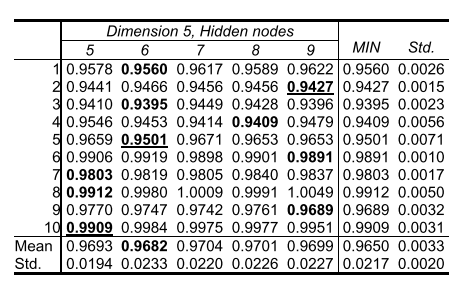 Dimension 5, Hidden nodes
5 6 7 8 9 MIN Std.
1 0.9578 0.9560 0.9617 0.9589 0.9622 0.9560 0.0026
2 0.9441 0.9466 0.9456 0.9456 0.9427 0.9427 0.0015
3 0.9410 0.9395 0.9449 0.9428 0.9396 0.9395 0.0023
4 0.9546 0.9453 0.9414 0.9409 0.9479 0.9409 0.0056
5 0.9659 0.9501 0.9671 0.9653 0.9653 0.9501 0.0071
6 0.9906 0.9919 0.9898 0.9901 0.9891 0.9891 0.0010
7 0.9803 0.9819 0.9805 0.9840 0.9837 0.9803 0.0017
8 0.9912 0.9980 1.0009 0.9991 1.0049 0.9912 0.0050
9 0.9770 0.9747 0.9742 0.9761 0.9689 0.9689 0.0032
10 0.9909 0.9984 0.9975 0.9977 0.9951 0.9909 0.0031
Mean 0.9693 0.9682 0.9704 0.9701 0.9699 0.9650 0.0033
Std. 0.0194 0.0233 0.0220 0.0226 0.0227 0.0217 0.0020